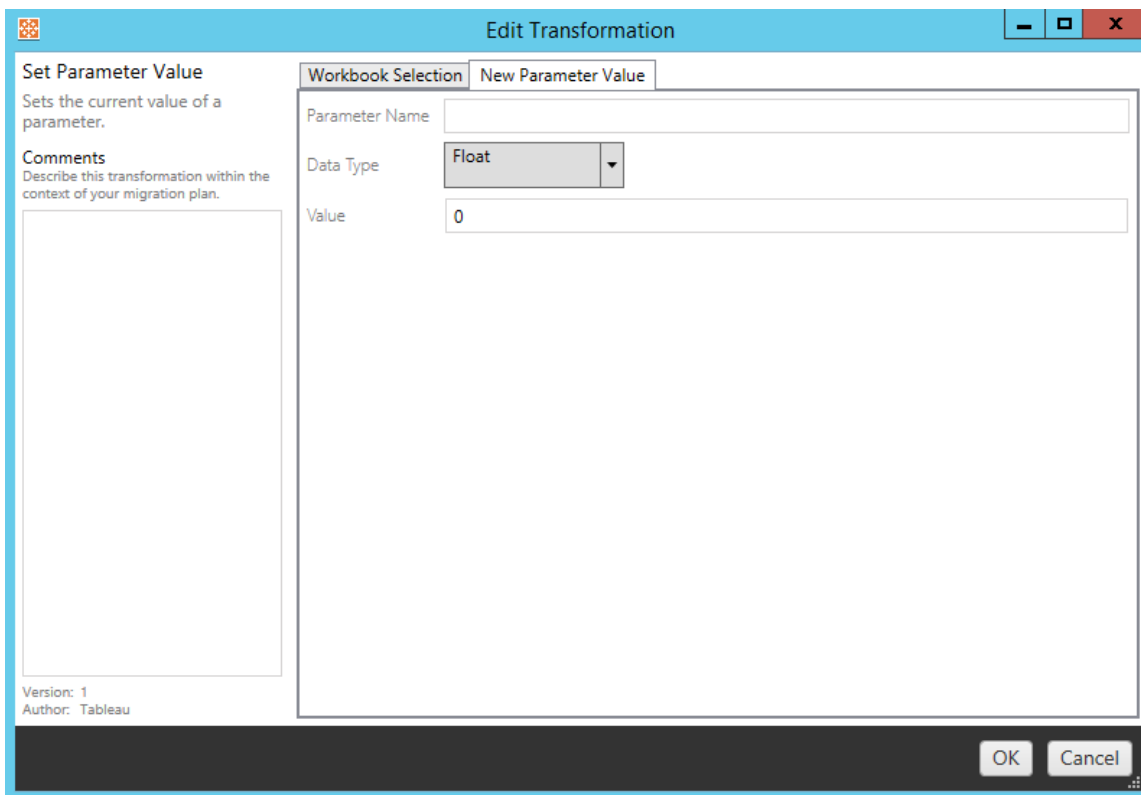 Edit Transformation
Set Parameter Value
Sets the current value of a
parameter.
Comments
Describe this transformation within the
context of your migration plan.
Version: 1
Author: Tableau
Workbook Selection
New Parameter Value
Parameter Name
Data Type
Float
Value
0
OK
Cancel